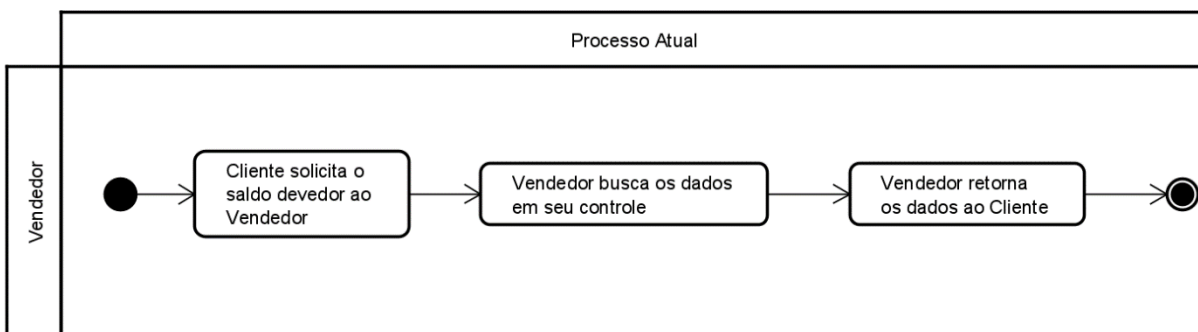 Processo Atual
Vendedor
Cliente solicita o
saldo devedor ao
Vendedor
Vendedor busca os dados
em seu controle
Vendedor retorna
os dados ao Cliente